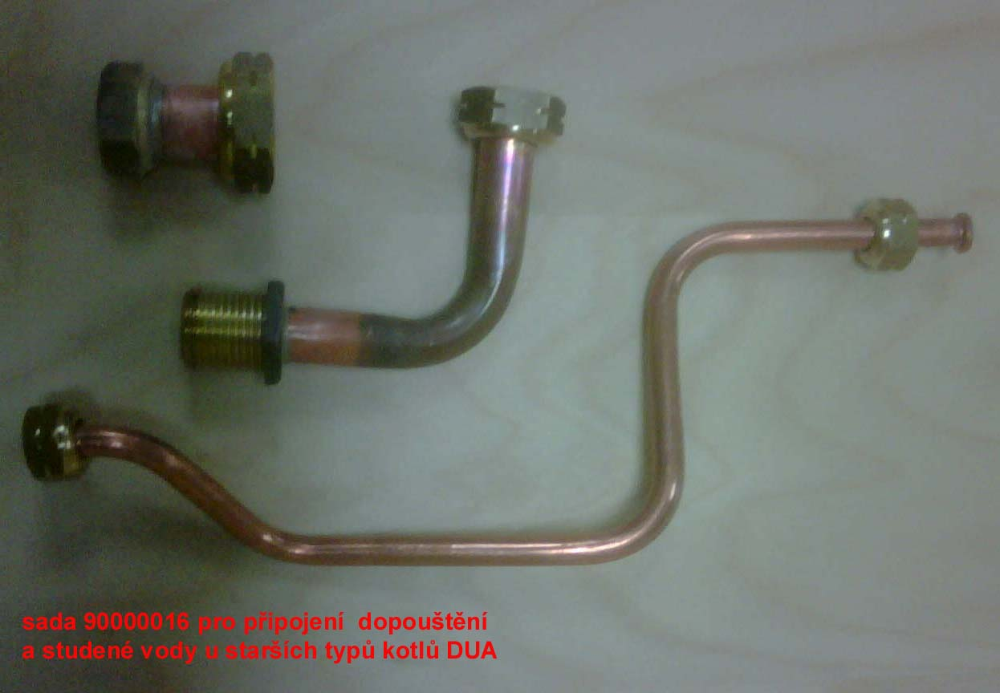 sada 90000016 pro připojení  dopouštění
a studené vody u starších typů kotlů DUA